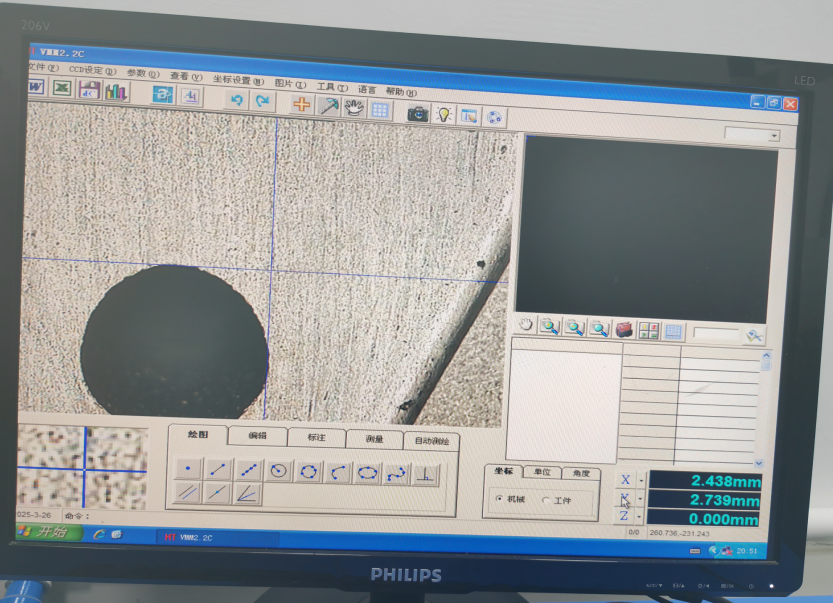 206V
LED
VMM2.2C
文件(F) CCD设定(D) 参数(Q) 查看(V) 坐标设置(M) 图片(I) 工具(T) 语言 帮助(H)
绘图 编辑 标注 测量 自动测绘
坐标 单位 角度
机械 工件
X 2.438mm
Y 2.739mm
Z 0.000mm
025-3-26 命令:
0/0 260.736,-231.243
开始 HT VMM2.2C 20:51
PHILIPS